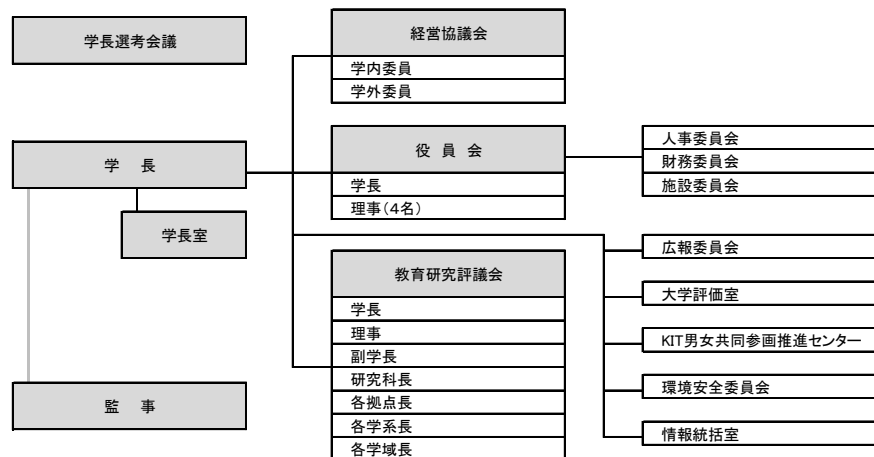 学長選考会議
経営協議会
学内委員
学外委員
学　長
役　員　会
学長
理事（4名）
人事委員会
財務委員会
施設委員会
学長室
広報委員会
大学評価室
KIT男女共同参画推進センター
環境安全委員会
情報統括室
教育研究評議会
学長
理事
副学長
研究科長
各拠点長
各学系長
各学域長
監　事